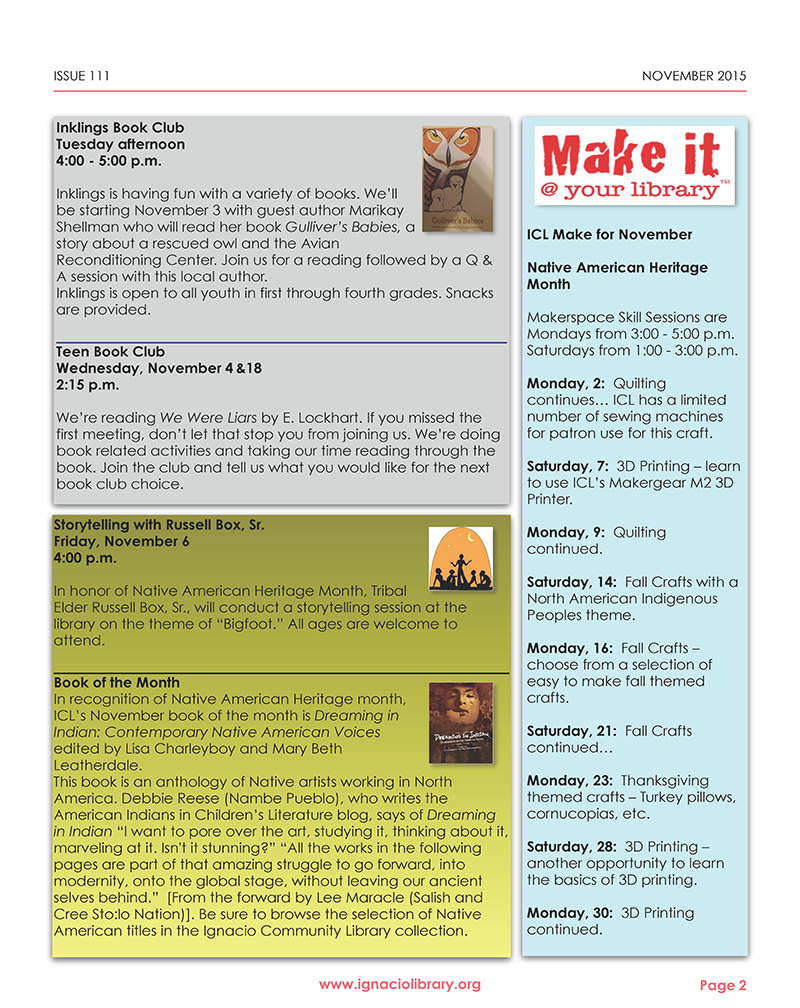 ISSUE 111
NOVEMBER 2015
Inklings Book Club
Tuesday afternoon
4:00 - 5:00 p.m.
Inklings is having fun with a variety of books. We'll
be starting November 3 with guest author Marikay
Shellman who will read her book Gulliver's Babies, a
story about a rescued owl and the Avian
Reconditioning Center. Join us for a reading followed by a Q &
A session with this local author.
Inklings is open to all youth in first through fourth grades. Snacks
are provided.
Gulliver's Babies
Teen Book Club
Wednesday, November 4 &18
2:15 p.m.
We're reading We Were Liars by E. Lockhart. If you missed the
first meeting, don't let that stop you from joining us. We're doing
book related activities and taking our time reading through the
book. Join the club and tell us what you would like for the next
book club choice.
Storytelling with Russell Box, Sr.
Friday, November 6
4:00 p.m.
In honor of Native American Heritage Month, Tribal
Elder Russell Box, Sr., will conduct a storytelling session at the
library on the theme of "Bigfoot." All ages are welcome to
attend.
Book of the Month
In recognition of Native American Heritage month,
ICL's November book of the month is Dreaming in
Indian: Contemporary Native American Voices
edited by Lisa Charleyboy and Mary Beth
Leatherdale.
This book is an anthology of Native artists working in North
America. Debbie Reese (Nambe Pueblo), who writes the
American Indians in Children's Literature blog, says of Dreaming
in Indian "I want to pore over the art, studying it, thinking about it,
marveling at it. Isn't it stunning?" "All the works in the following
pages are part of that amazing struggle to go forward, into
modernity, onto the global stage, without leaving our ancient
selves behind." [From the forward by Lee Maracle (Salish and
Cree Sto:lo Nation)]. Be sure to browse the selection of Native
American titles in the Ignacio Community Library collection.
DREAMING IN INDIAN
Make it
@ your library™
ICL Make for November
Native American Heritage
Month
Makerspace Skill Sessions are
Mondays from 3:00 - 5:00 p.m.
Saturdays from 1:00 - 3:00 p.m.
Monday, 2: Quilting
continues… ICL has a limited
number of sewing machines
for patron use for this craft.
Saturday, 7: 3D Printing – learn
to use ICL's Makergear M2 3D
Printer.
Monday, 9: Quilting
continued.
Saturday, 14: Fall Crafts with a
North American Indigenous
Peoples theme.
Monday, 16: Fall Crafts –
choose from a selection of
easy to make fall themed
crafts.
Saturday, 21: Fall Crafts
continued…
Monday, 23: Thanksgiving
themed crafts – Turkey pillows,
cornucopias, etc.
Saturday, 28: 3D Printing –
another opportunity to learn
the basics of 3D printing.
Monday, 30: 3D Printing
continued.
www.ignaciolibrary.org
Page 2